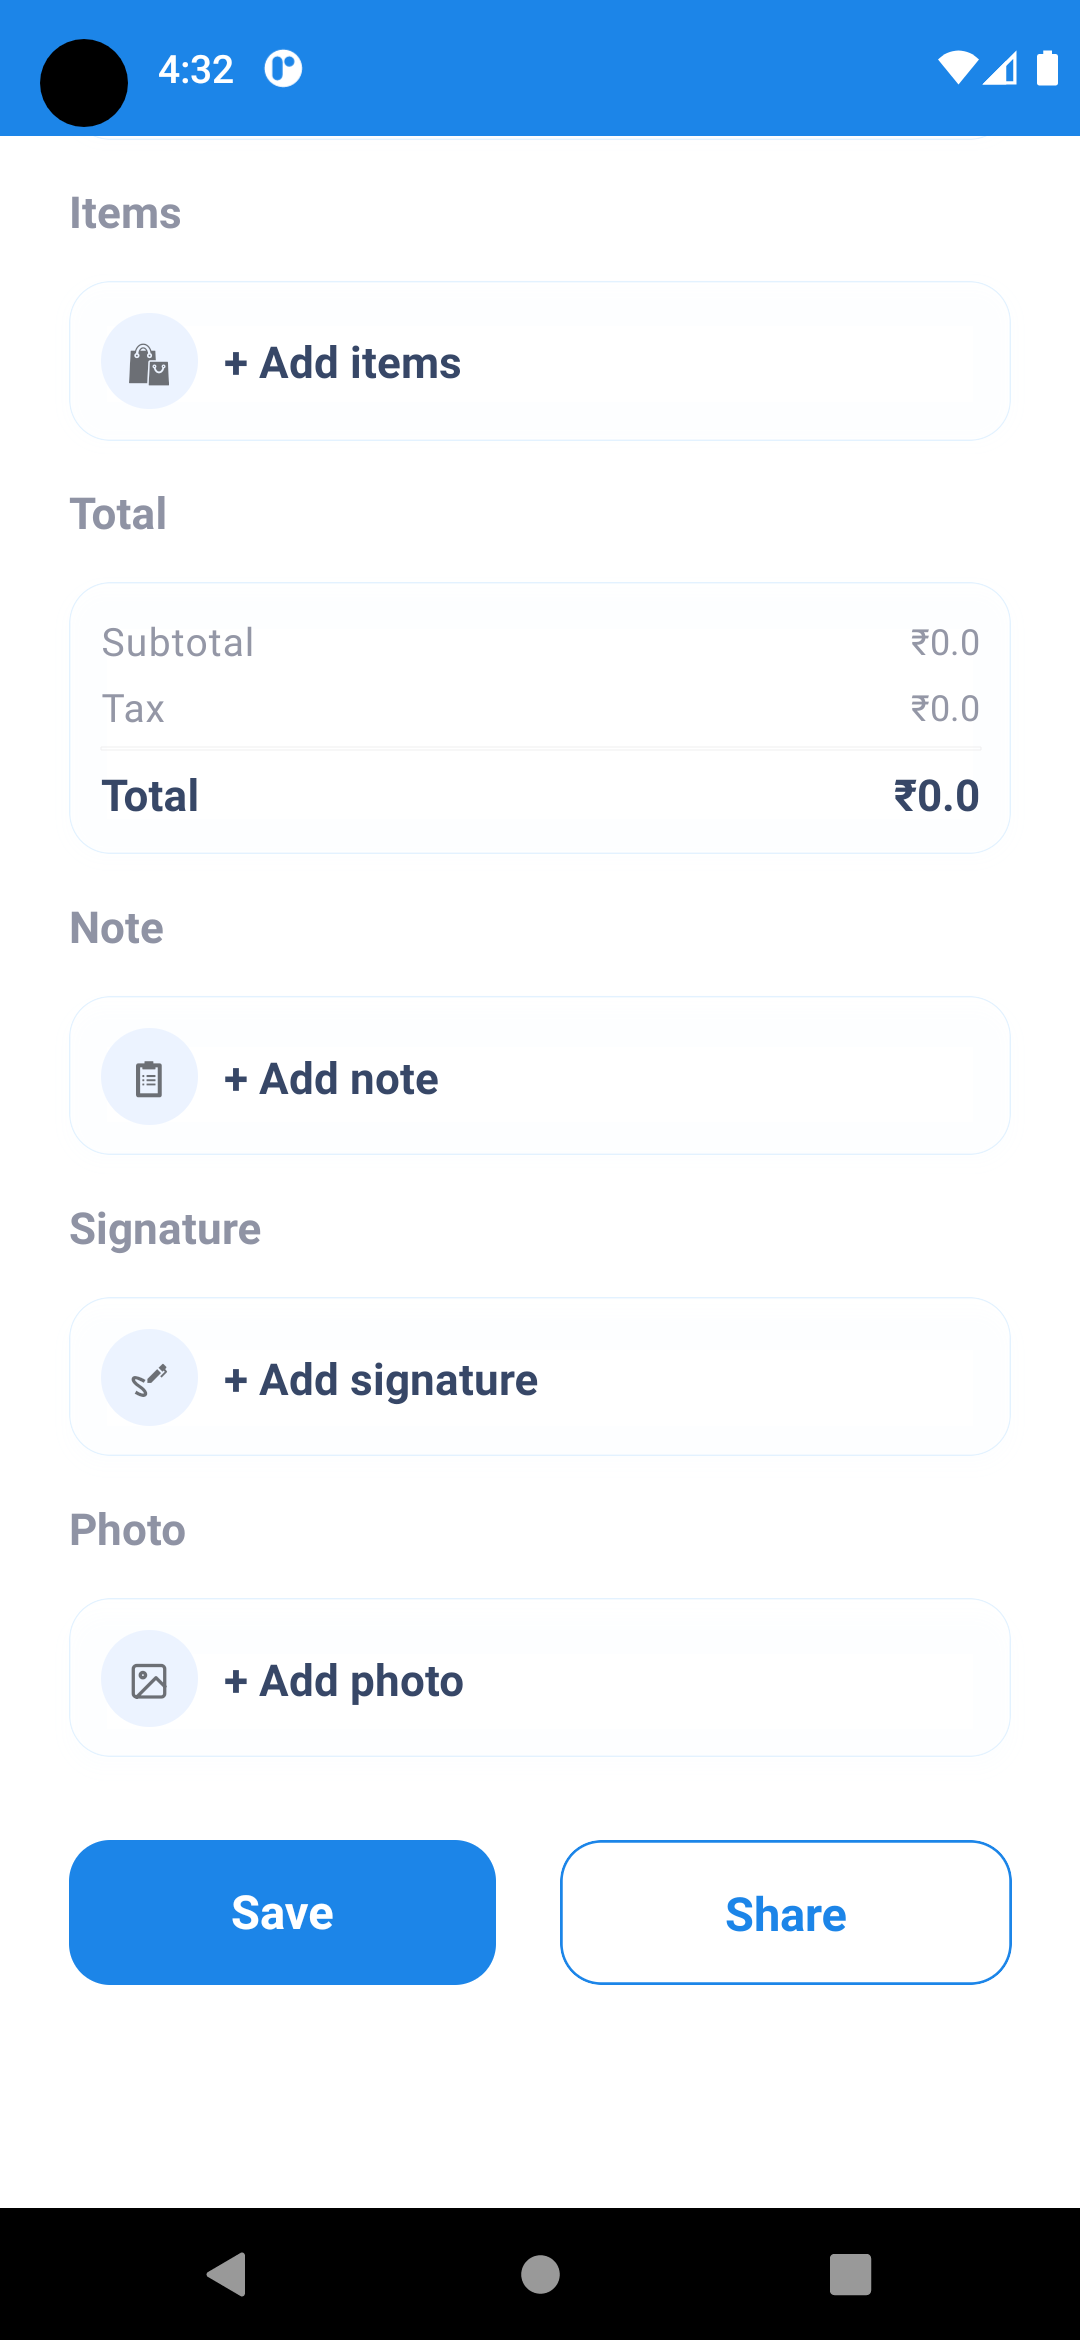 4:32
Items
+ Add items
Total
Subtotal ₹0.0
Tax ₹0.0
Total ₹0.0
Note
+ Add note
Signature
+ Add signature
Photo
+ Add photo
Save Share